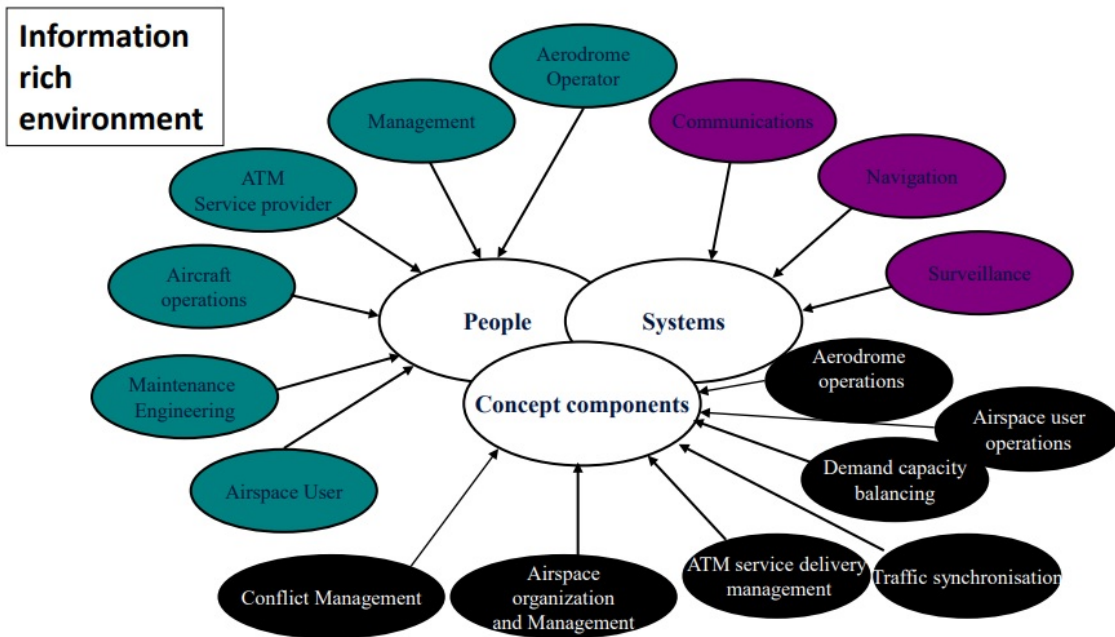 Information
rich
environment
Aerodrome
Operator
Management
Communications
ATM
Service provider
Navigation
Aircraft
operations
Surveillance
People
Systems
Maintenance
Engineering
Concept components
Aerodrome
operations
Airspace user
operations
Demand capacity
balancing
Airspace User
Conflict Management
Airspace
organization
and Management
ATM service delivery
management
Traffic synchronisation